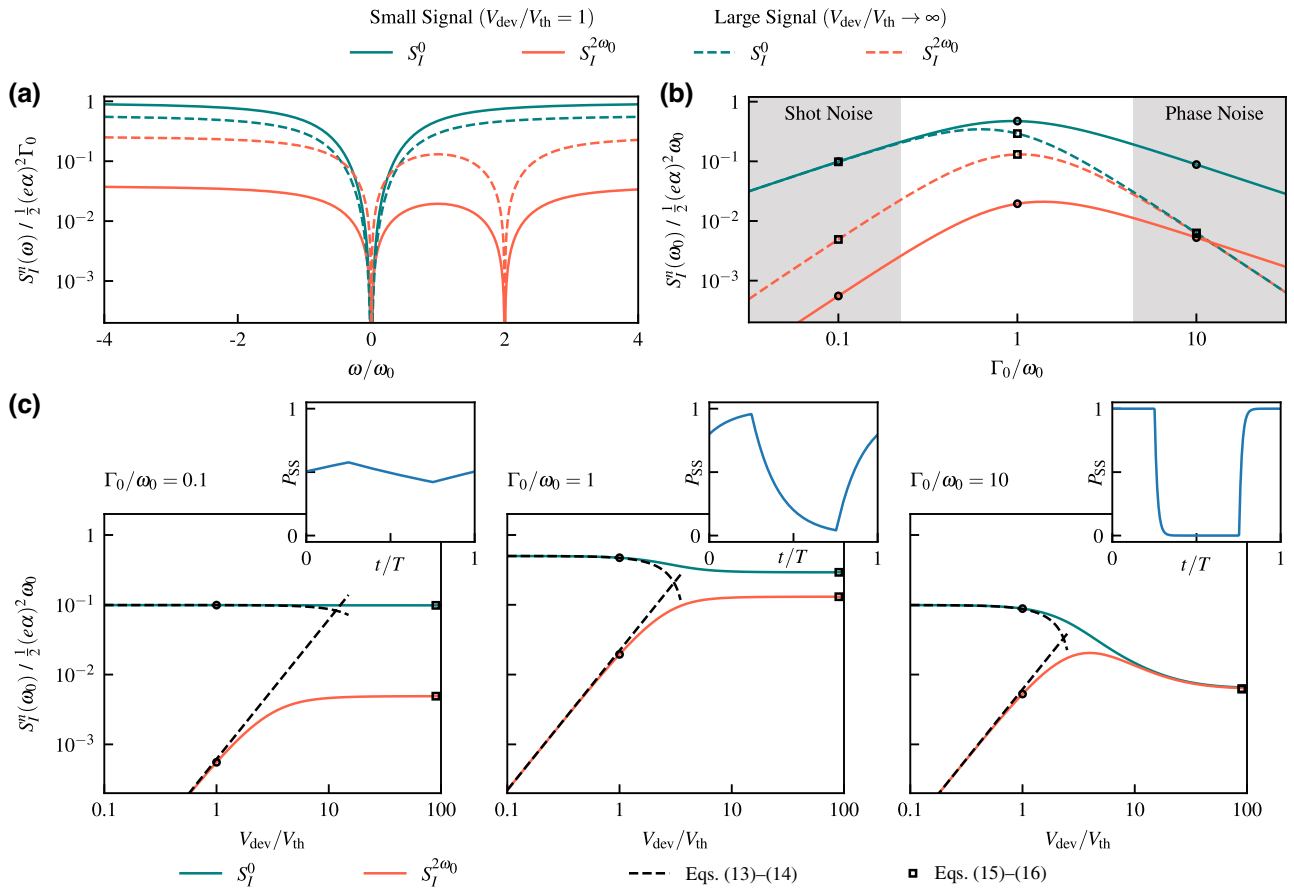 Small Signal (V_dev/V_th = 1)
Large Signal (V_dev/V_th → ∞)
S_I^0
S_I^{2ω_0}
S_I^0
S_I^{2ω_0}
(a)
1
10^{-1}
10^{-2}
10^{-3}
S_I^n(ω) / ½(eα)^2 Γ_0
-4
-2
0
2
4
ω/ω_0
(b)
Shot Noise
Phase Noise
1
10^{-1}
10^{-2}
10^{-3}
S_I^n(ω_0) / ½(eα)^2 ω_0
0.1
1
10
Γ_0/ω_0
(c)
Γ_0/ω_0 = 0.1
1
P_SS
0
0
t/T
1
1
10^{-1}
10^{-2}
10^{-3}
S_I^n(ω_0) / ½(eα)^2 ω_0
0.1
1
10
100
V_dev/V_th
Γ_0/ω_0 = 1
1
P_SS
0
0
t/T
1
0.1
1
10
100
V_dev/V_th
Γ_0/ω_0 = 10
1
P_SS
0
0
t/T
1
0.1
1
10
100
V_dev/V_th
S_I^0
S_I^{2ω_0}
Eqs. (13)–(14)
Eqs. (15)–(16)